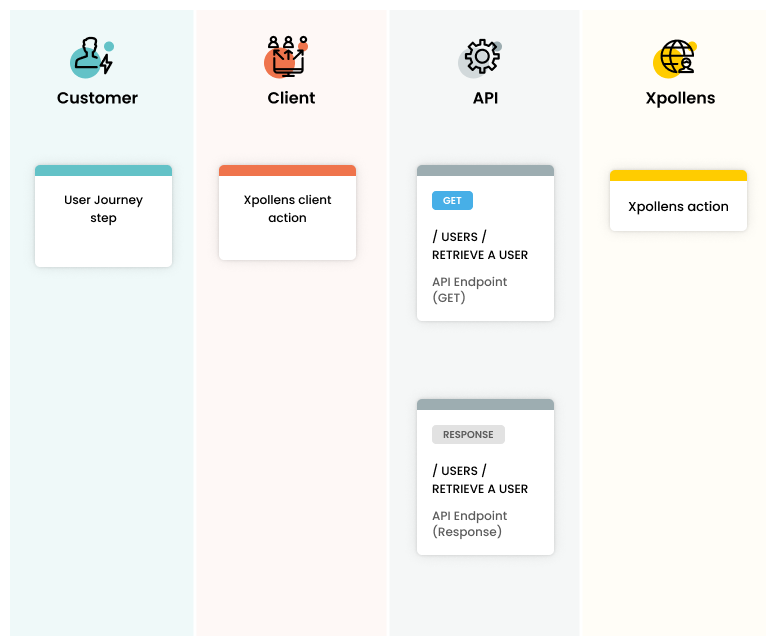 Customer
Client
API
Xpollens
User Journey
step
Xpollens client
action
GET
/ USERS /
RETRIEVE A USER
API Endpoint
(GET)
Xpollens action
RESPONSE
/ USERS /
RETRIEVE A USER
API Endpoint
(Response)